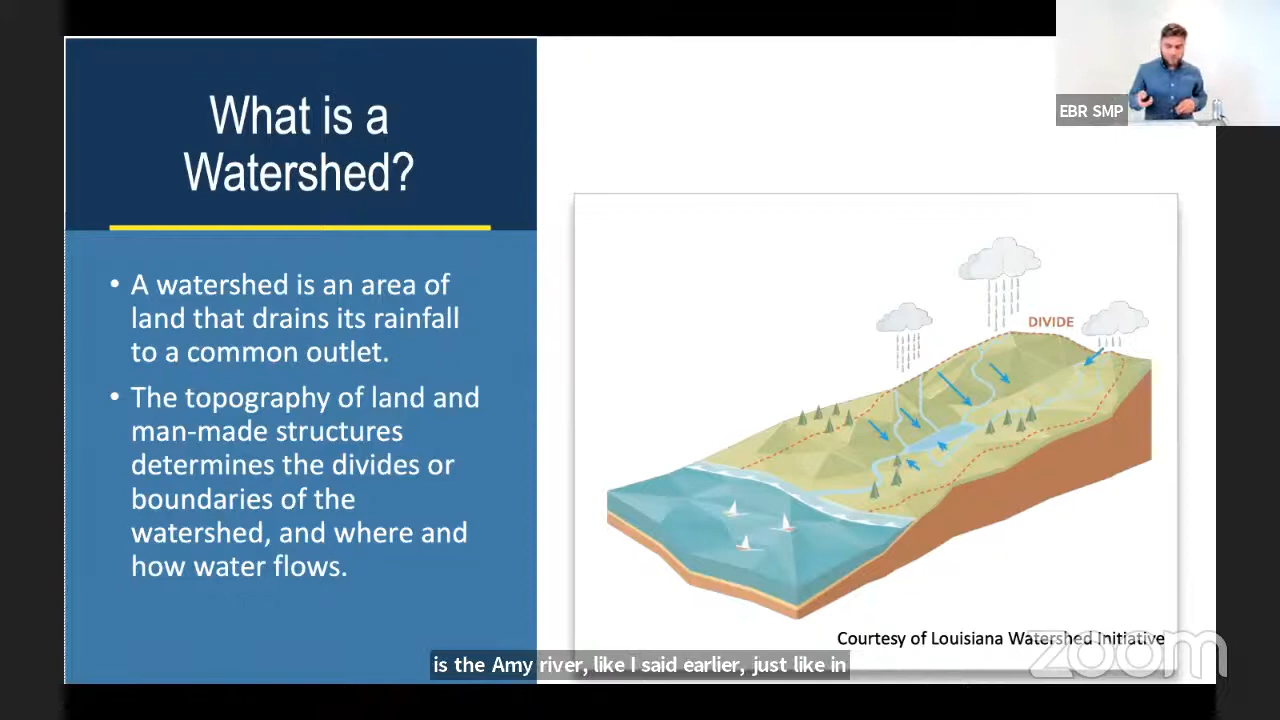 What is a
Watershed?
• A watershed is an area of
land that drains its rainfall
to a common outlet.
• The topography of land and
man-made structures
determines the divides or
boundaries of the
watershed, and where and
how water flows.
EBR SMP
DIVIDE
Courtesy of Louisiana Watershed Initiative
zoom
is the Amy river, like I said earlier, just like in